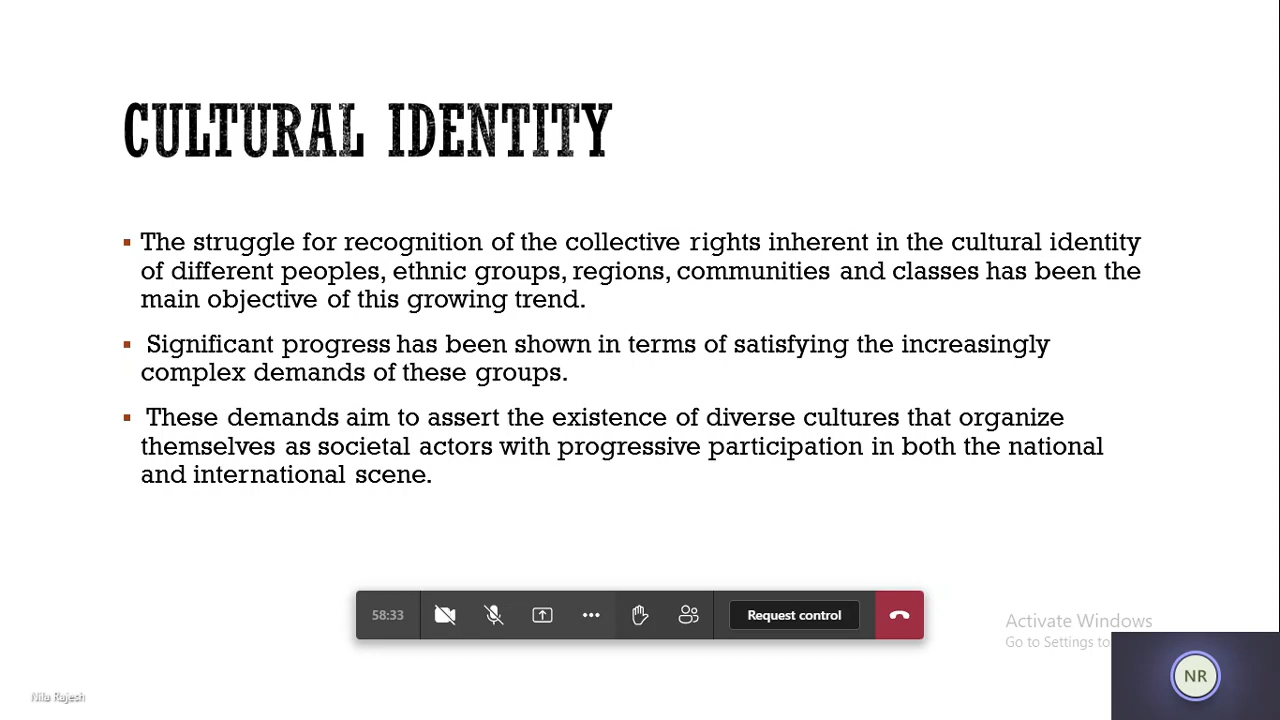 CULTURAL IDENTITY
▪ The struggle for recognition of the collective rights inherent in the cultural identity
of different peoples, ethnic groups, regions, communities and classes has been the
main objective of this growing trend.
▪ Significant progress has been shown in terms of satisfying the increasingly
complex demands of these groups.
▪ These demands aim to assert the existence of diverse cultures that organize
themselves as societal actors with progressive participation in both the national
and international scene.
58:33
Request control
Activate Windows
Go to Settings to
NR
Nila Rajesh